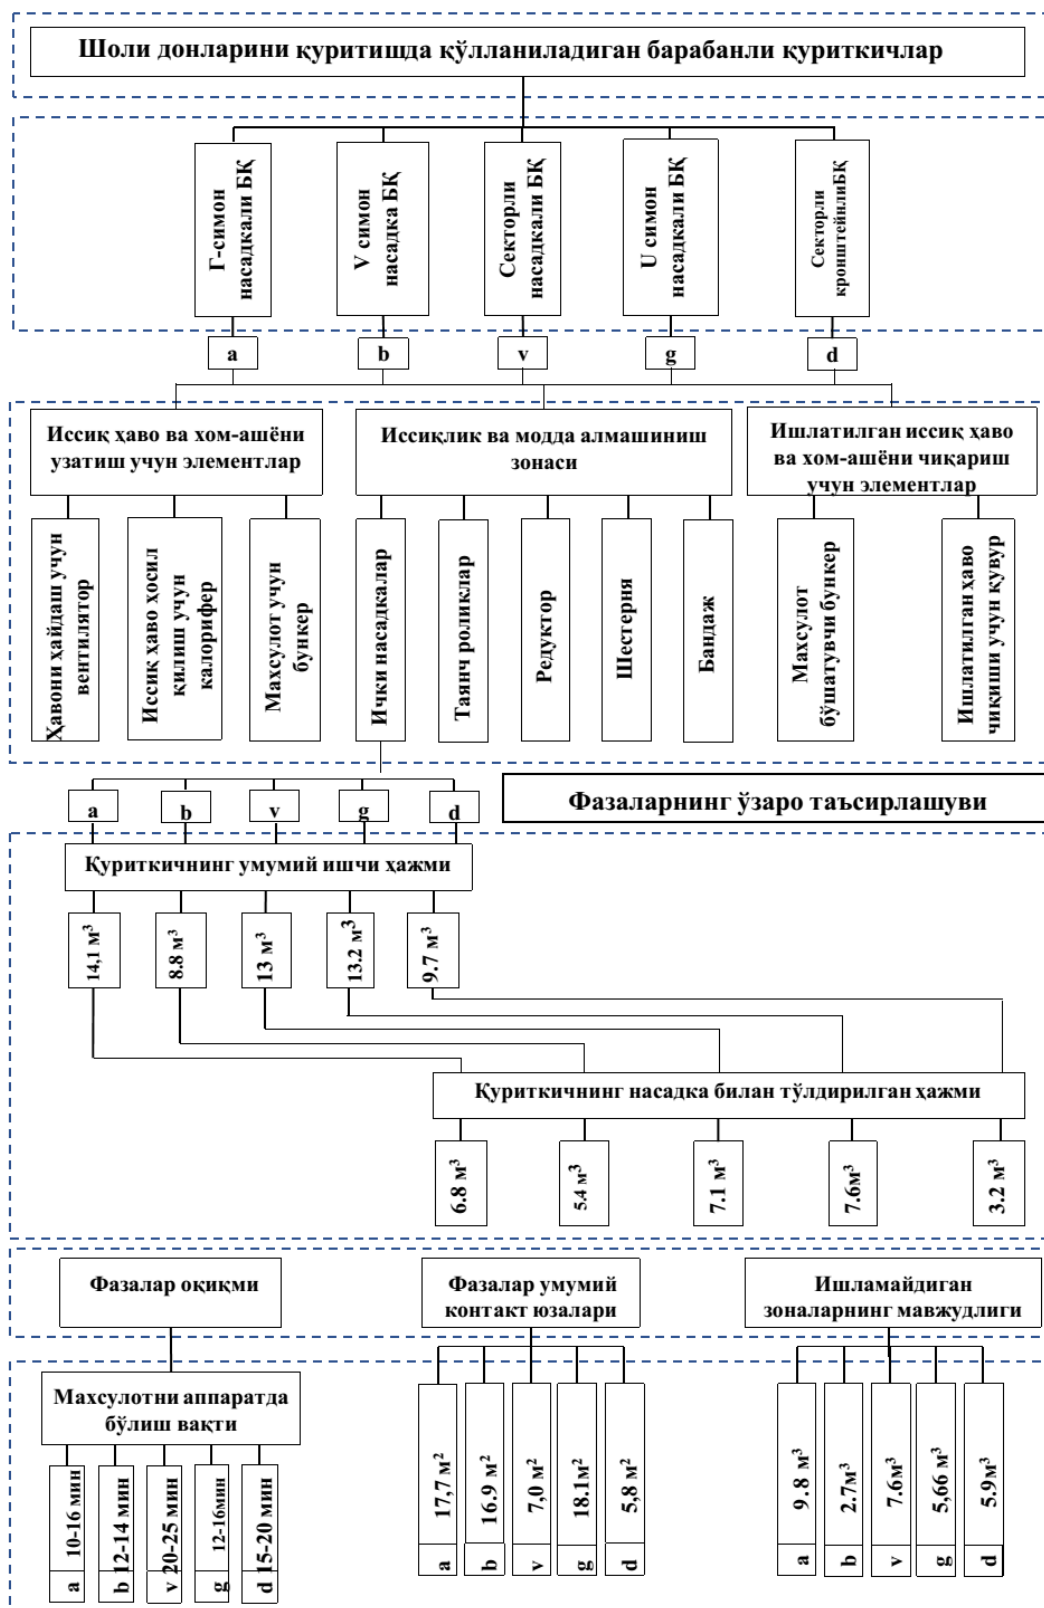 Шоли донларини қуритишда қўлланиладиган барабанли қуриткичлар
Г-симон
насадкали БҚ
V симон
насадка БҚ
Секторли
насадкали БҚ
U симон
насадкали БҚ
Секторли
кронштейнлиБҚ
a
b
v
g
d
Иссиқ ҳаво ва хом-ашёни
узатиш учун элементлар
Иссиқлик ва модда алмашиниш
зонаси
Ишлатилган иссиқ ҳаво
ва хом-ашёни чиқариш
учун элементлар
Ҳавони ҳайдаш учун
вентилятор
Иссиқ ҳаво ҳосил
қилиш учун
калорифер
Махсулот учун
бункер
Ички насадкалар
Таянч роликлар
Редуктор
Шестерня
Бандаж
Махсулот
бўшатувчи бункер
Ишлатилган ҳаво
чиқиши учун қувур
a
b
v
g
d
Фазаларнинг ўзаро таъсирлашуви
Қуриткичнинг умумий ишчи ҳажми
14,1 м³
8.8 м³
13 м³
13.2 м³
9.7 м³
Қуриткичнинг насадка билан тўлдирилган ҳажми
6.8 м³
5.4 м³
7.1 м³
7.6м³
3.2 м³
Фазалар оқиқми
Фазалар умумий
контакт юзалари
Ишламайдиган
зоналарнинг мавжудлиги
Махсулотни аппаратда
бўлиш вақти
a 10-16 мин
b 12-14 мин
v 20-25 мин
g 12-16мин
d 15-20 мин
a 17,7 м²
b 16.9 м²
v 7,0 м²
g 18.1м²
d 5,8 м²
a 9.8 м³
b 2.7м³
v 7.6м³
g 5,66 м³
d 5.9м³